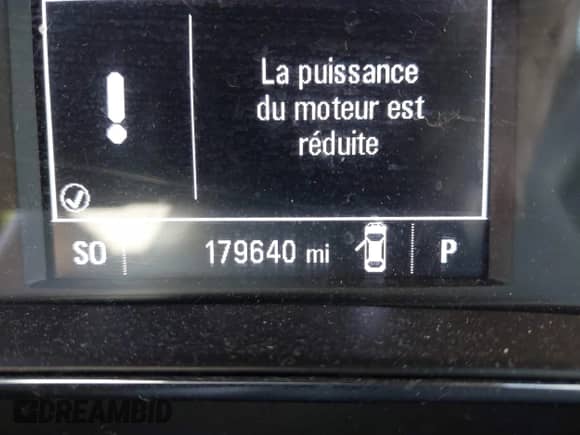 La puissance
du moteur est
réduite
SO 179640 mi P
DREAMBID